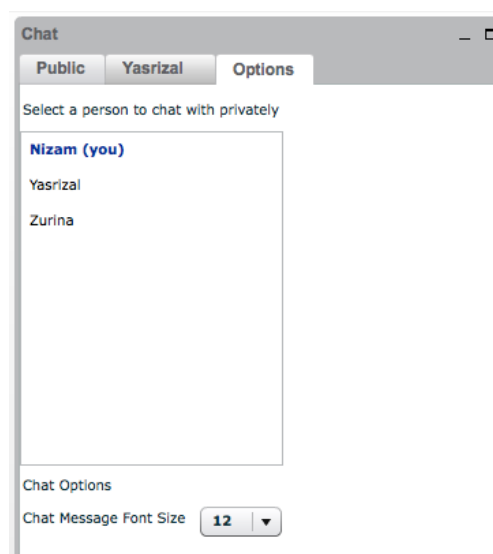 Chat
Public Yasrizal Options
Select a person to chat with privately
Nizam (you)
Yasrizal
Zurina
Chat Options
Chat Message Font Size 12